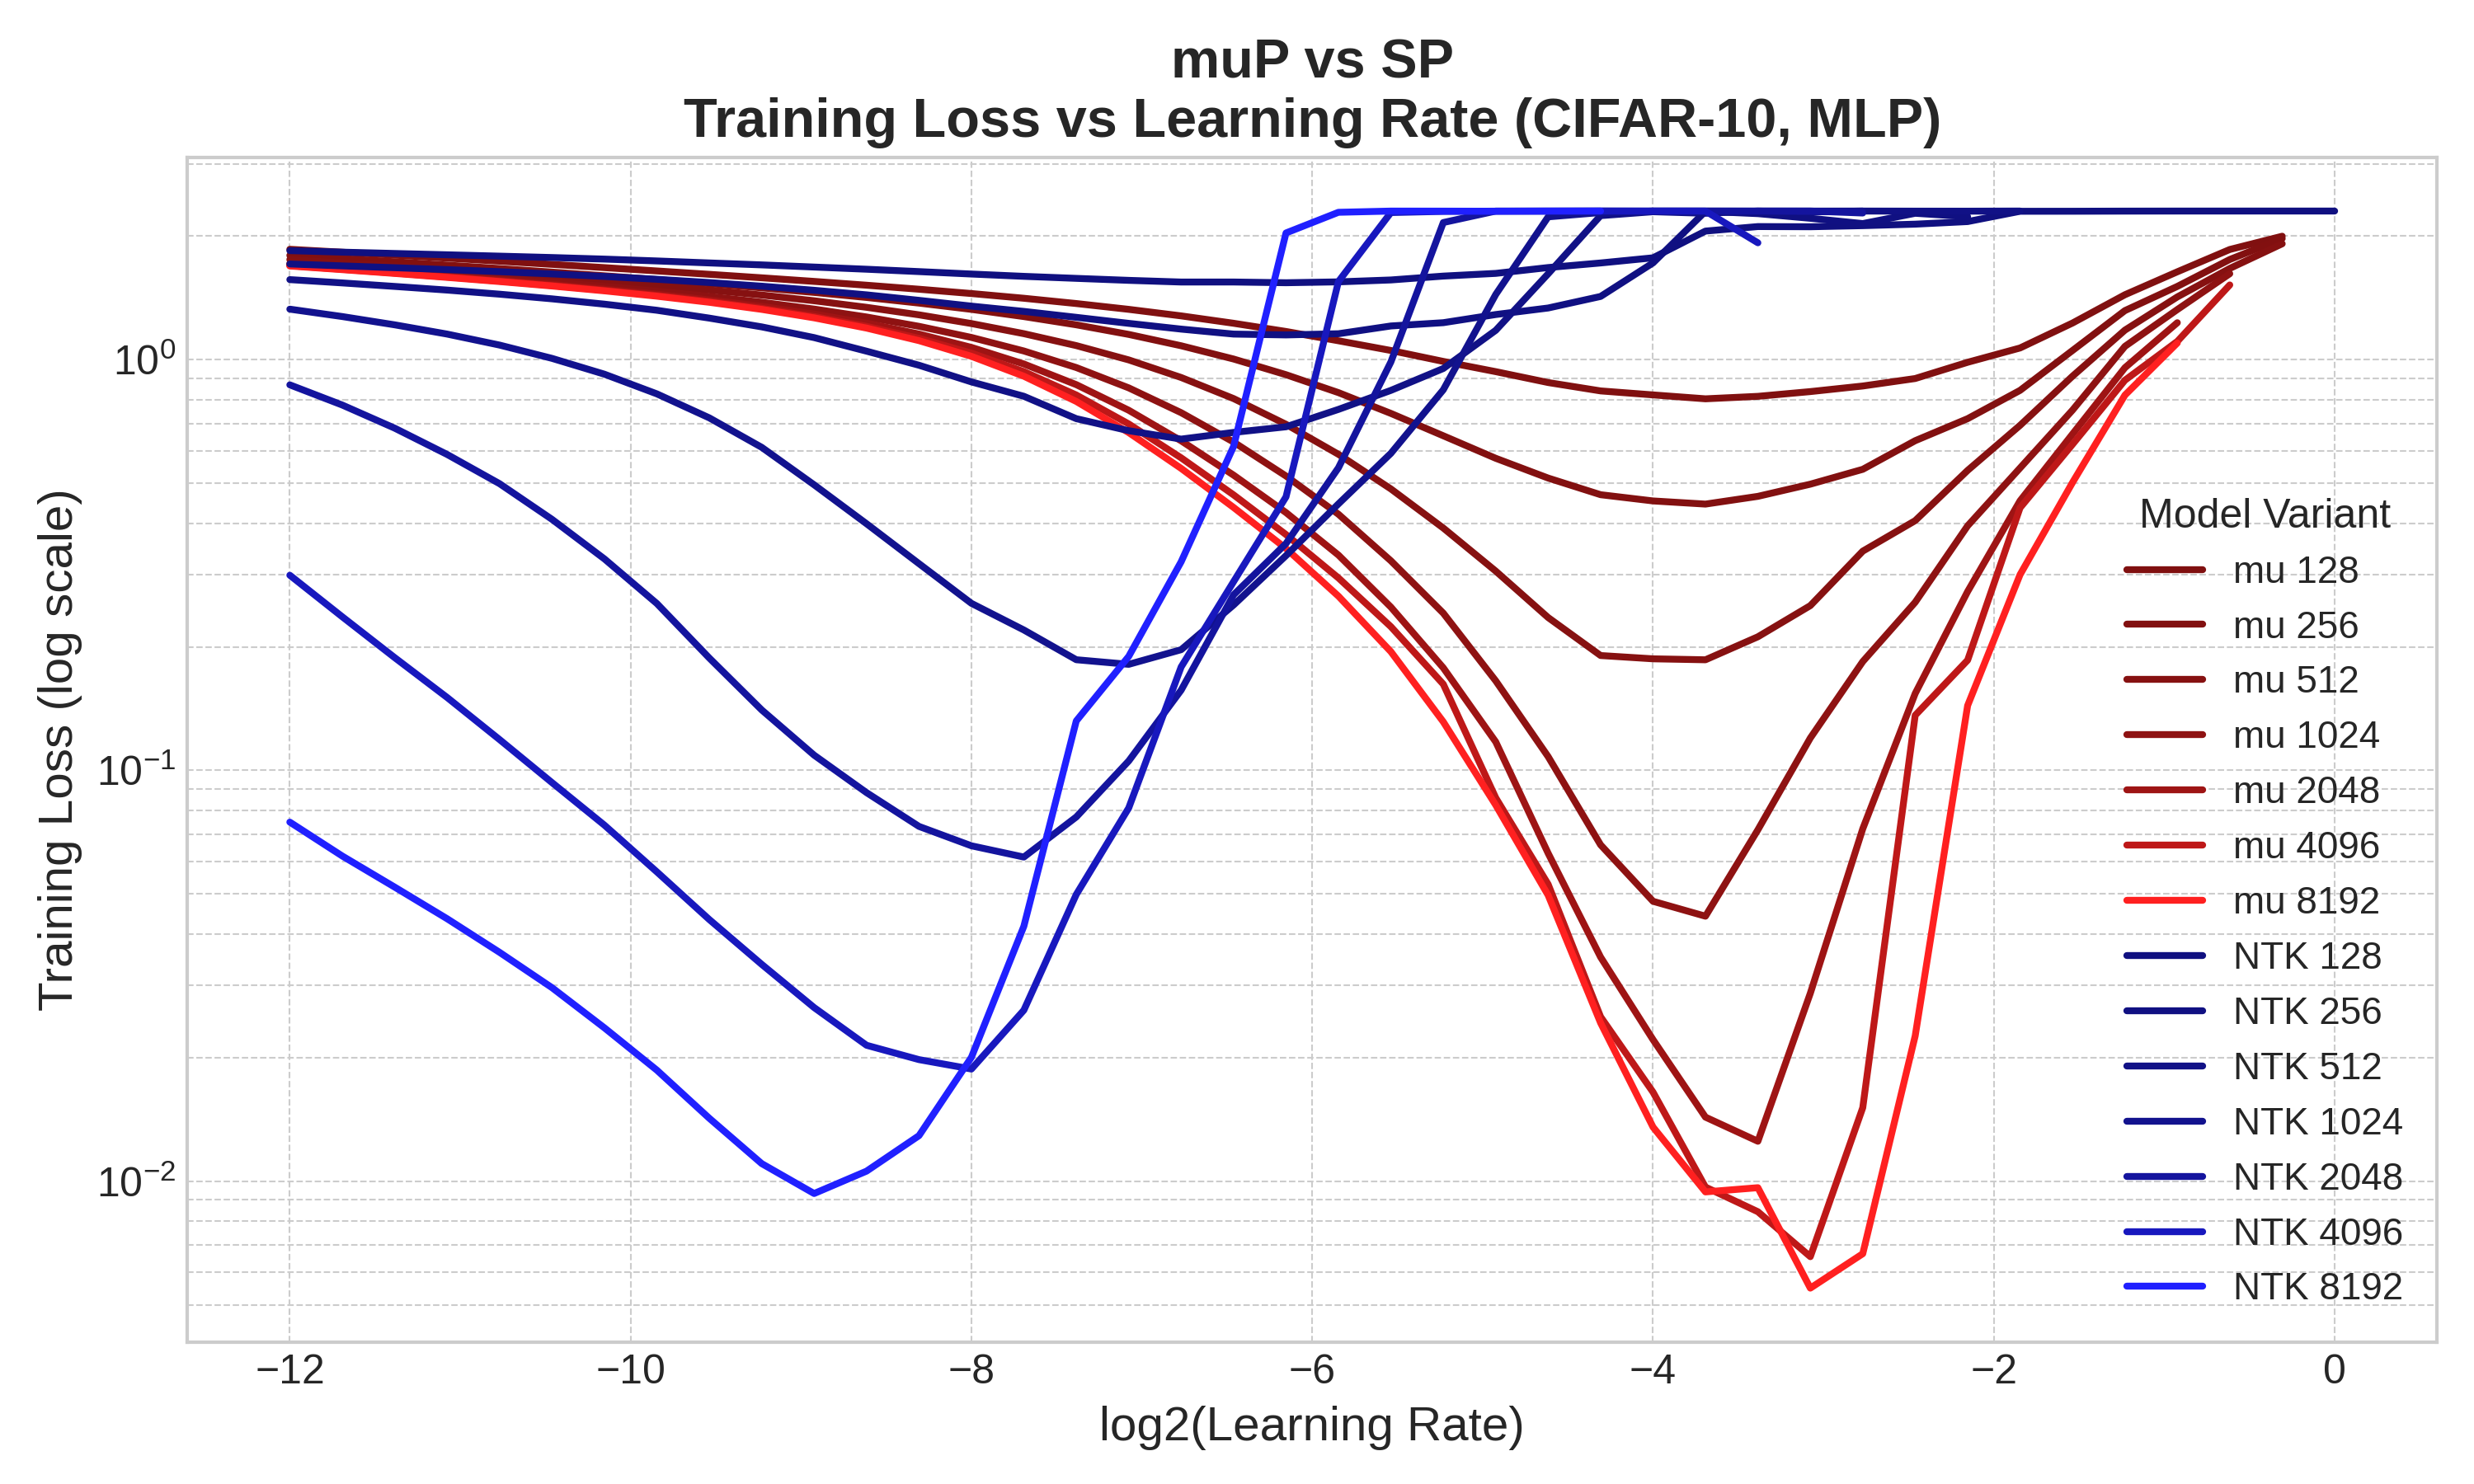 muP vs SP
Training Loss vs Learning Rate (CIFAR-10, MLP)
Training Loss (log scale)
10⁰
10⁻¹
10⁻²
Model Variant
mu 128
mu 256
mu 512
mu 1024
mu 2048
mu 4096
mu 8192
NTK 128
NTK 256
NTK 512
NTK 1024
NTK 2048
NTK 4096
NTK 8192
−12 −10 −8 −6 −4 −2 0
log2(Learning Rate)